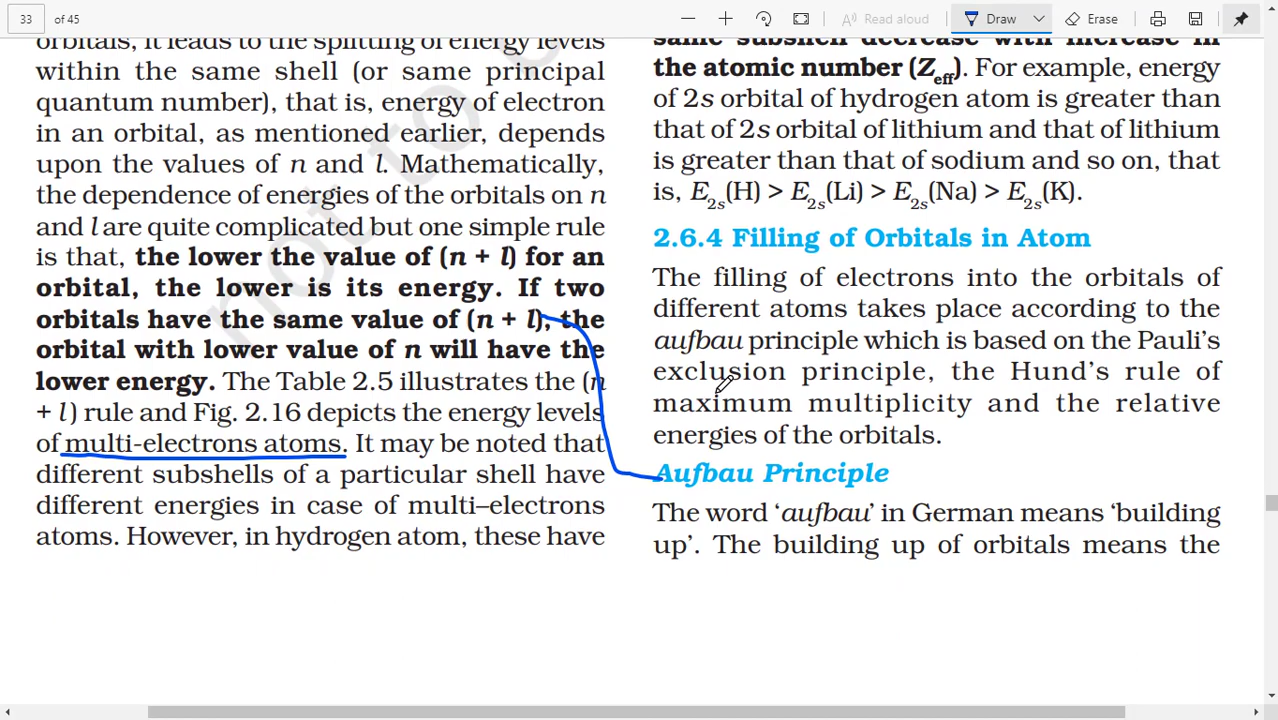 33 of 45
Read aloud
Draw
Erase
orbitals, it leads to the splitting of energy levels
within the same shell (or same principal
quantum number), that is, energy of electron
in an orbital, as mentioned earlier, depends
upon the values of n and l. Mathematically,
the dependence of energies of the orbitals on n
and l are quite complicated but one simple rule
is that, the lower the value of (n + l) for an
orbital, the lower is its energy. If two
orbitals have the same value of (n + l), the
orbital with lower value of n will have the
lower energy. The Table 2.5 illustrates the (n
+ l ) rule and Fig. 2.16 depicts the energy levels
of multi-electrons atoms. It may be noted that
different subshells of a particular shell have
different energies in case of multi–electrons
atoms. However, in hydrogen atom, these have
same subshell decrease with increase in
the atomic number (Zeff). For example, energy
of 2s orbital of hydrogen atom is greater than
that of 2s orbital of lithium and that of lithium
is greater than that of sodium and so on, that
is, E2s(H) > E2s(Li) > E2s(Na) > E2s(K).
2.6.4 Filling of Orbitals in Atom
The filling of electrons into the orbitals of
different atoms takes place according to the
aufbau principle which is based on the Pauli's
exclusion principle, the Hund's rule of
maximum multiplicity and the relative
energies of the orbitals.
Aufbau Principle
The word ‘aufbau’ in German means ‘building
up’. The building up of orbitals means the
not to